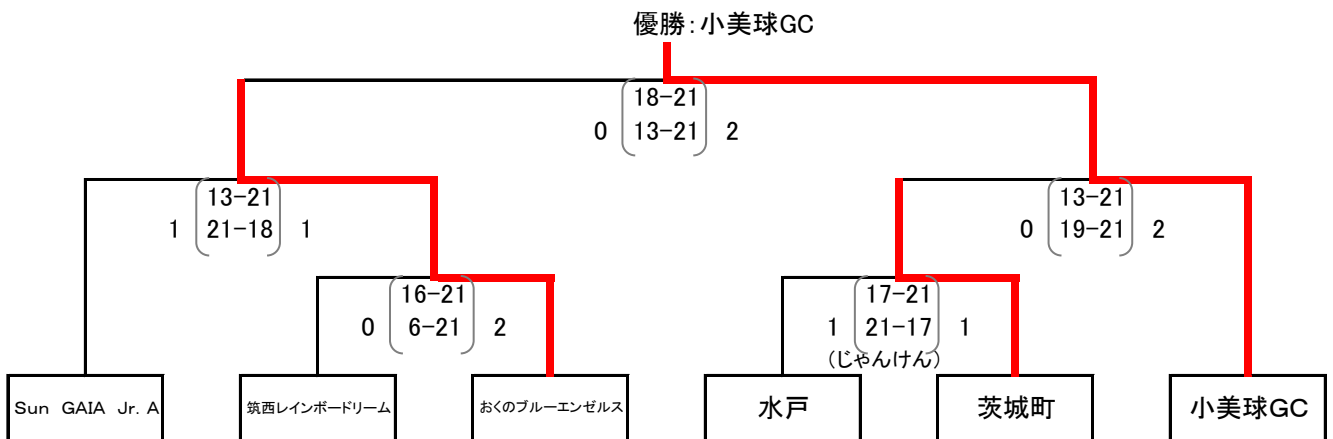 優勝:小美球GC
18-21
0 13-21 2
13-21
1 21-18 1
13-21
0 19-21 2
16-21
0 6-21 2
17-21
1 21-17 1
(じゃんけん)
Sun GAIA Jr. A
筑西レインボードリーム
おくのブルーエンゼルス
水戸
茨城町
小美球GC